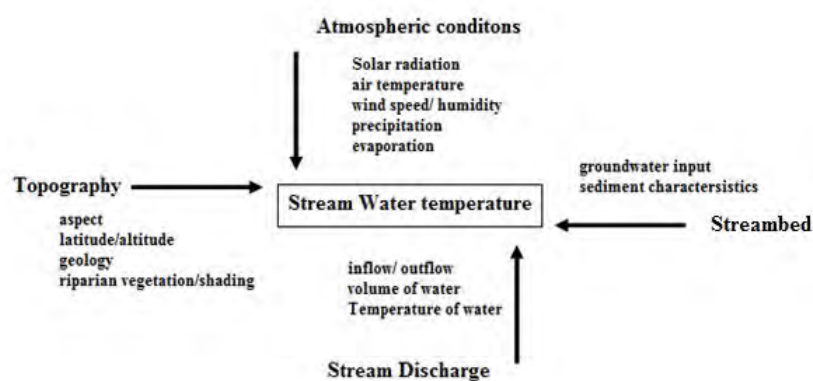 Atmospheric conditons
Solar radiation
air temperature
wind speed/ humidity
precipitation
evaporation
Topography
aspect
latitude/altitude
geology
riparian vegetation/shading
Stream Water temperature
groundwater input
sediment charactersistics
Streambed
inflow/ outflow
volume of water
Temperature of water
Stream Discharge